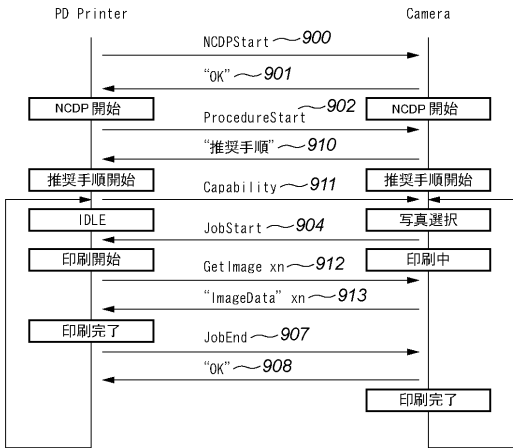 PD Printer Camera
NCDPStart 900
“OK” 901
NCDP 開始 NCDP 開始
ProcedureStart 902
“推奨手順” 910
推奨手順開始 推奨手順開始
Capability 911
IDLE 写真選択
JobStart 904
印刷開始 印刷中
GetImage xn 912
“ImageData” xn 913
印刷完了
JobEnd 907
“OK” 908
印刷完了